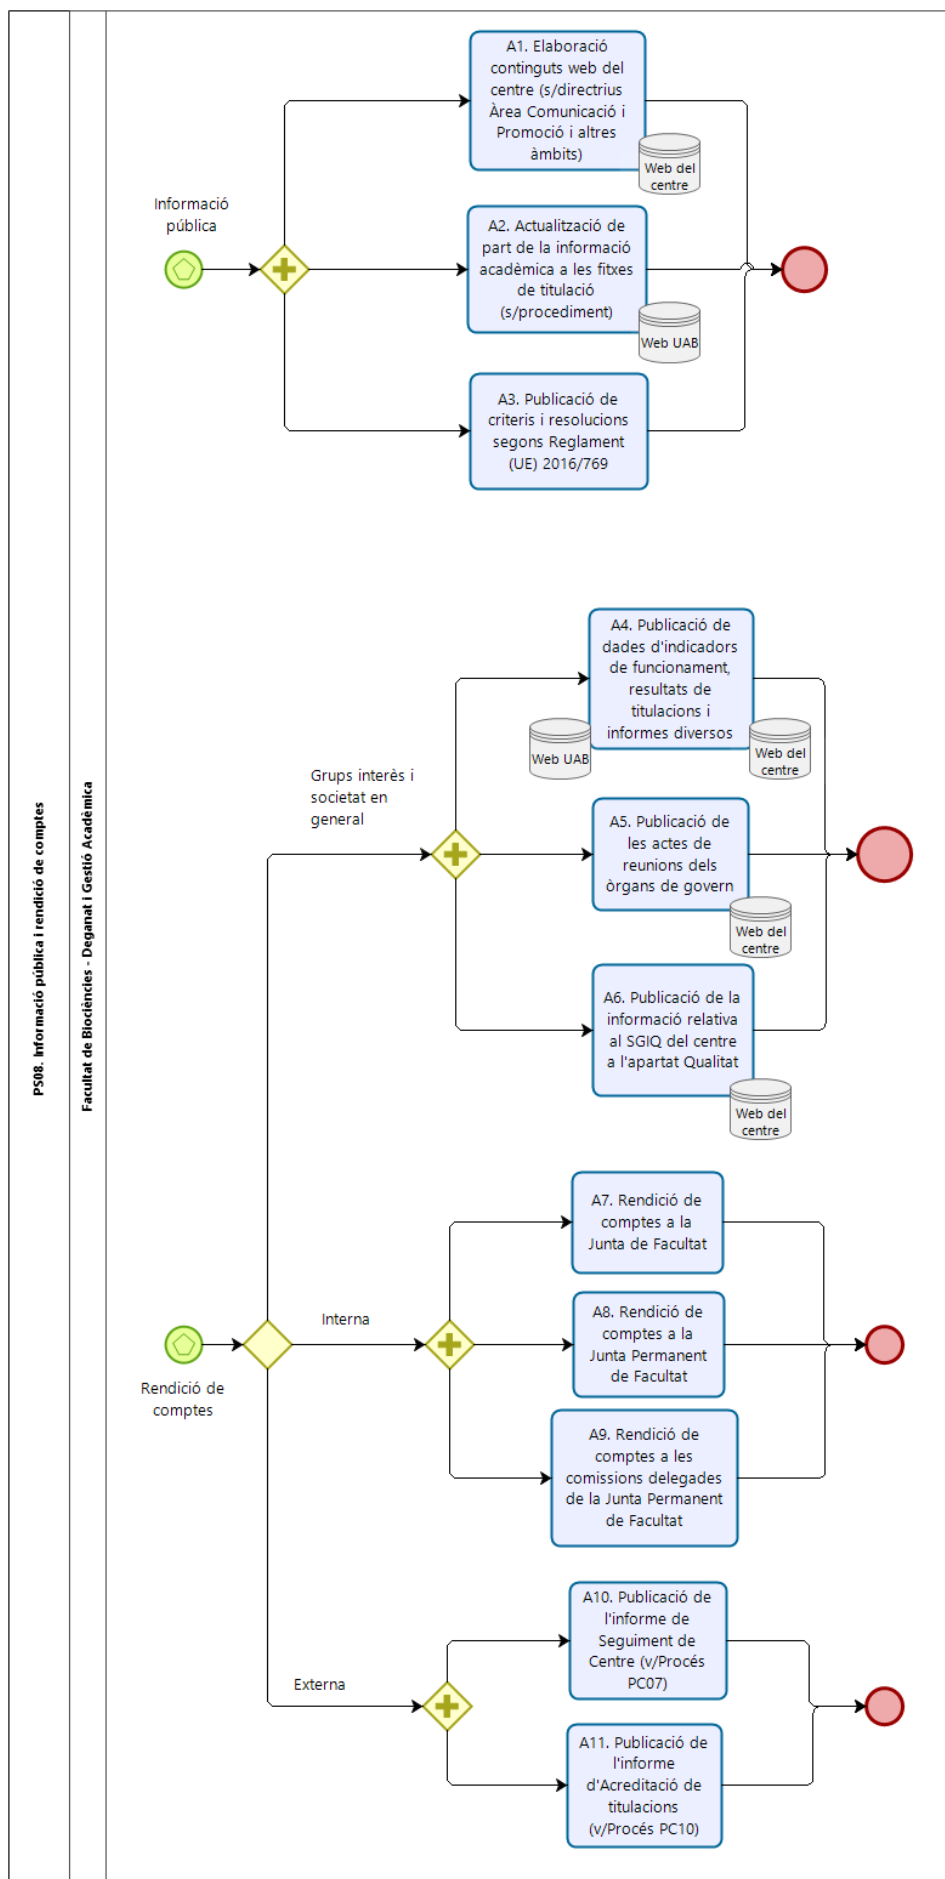 PS08. Informació pública i rendició de comptes
Facultat de Biociències - Deganat i Gestió Acadèmica
Informació
pública
A1. Elaboració
continguts web del
centre (s/directrius
Àrea Comunicació i
Promoció i altres
àmbits)
Web del
centre
A2. Actualització de
part de la informació
acadèmica a les fitxes
de titulació
(s/procediment)
Web UAB
A3. Publicació de
criteris i resolucions
segons Reglament
(UE) 2016/769
Rendició de
comptes
Grups interès i
societat en
general
A4. Publicació de
dades d'indicadors
de funcionament,
resultats de
titulacions i
informes diversos
Web UAB
Web del
centre
A5. Publicació de
les actes de
reunions dels
òrgans de govern
Web del
centre
A6. Publicació de la
informació relativa
al SGIQ del centre
a l'apartat Qualitat
Web del
centre
Interna
A7. Rendició de
comptes a la
Junta de Facultat
A8. Rendició de
comptes a la
Junta Permanent
de Facultat
A9. Rendició de
comptes a les
comissions delegades
de la Junta Permanent
de Facultat
Externa
A10. Publicació de
l'informe de
Seguiment de
Centre (v/Procés
PC07)
A11. Publicació de
l'informe
d'Acreditació de
titulacions
(v/Procés PC10)